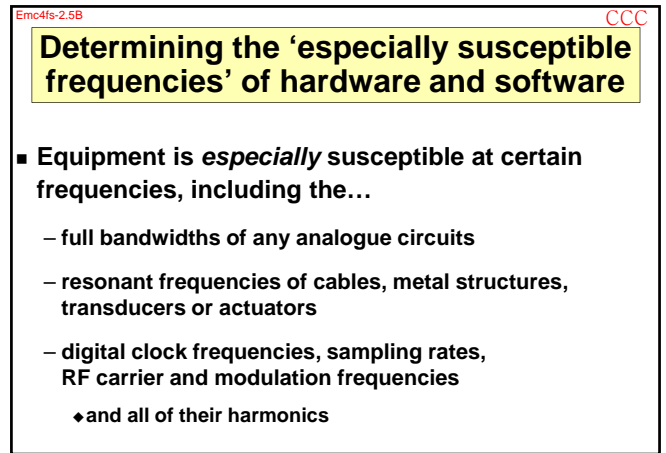 Emc4fs-2.5B
CCC
Determining the ‘especially susceptible
frequencies’ of hardware and software
■ Equipment is especially susceptible at certain
frequencies, including the…
– full bandwidths of any analogue circuits
– resonant frequencies of cables, metal structures,
transducers or actuators
– digital clock frequencies, sampling rates,
RF carrier and modulation frequencies
◆and all of their harmonics